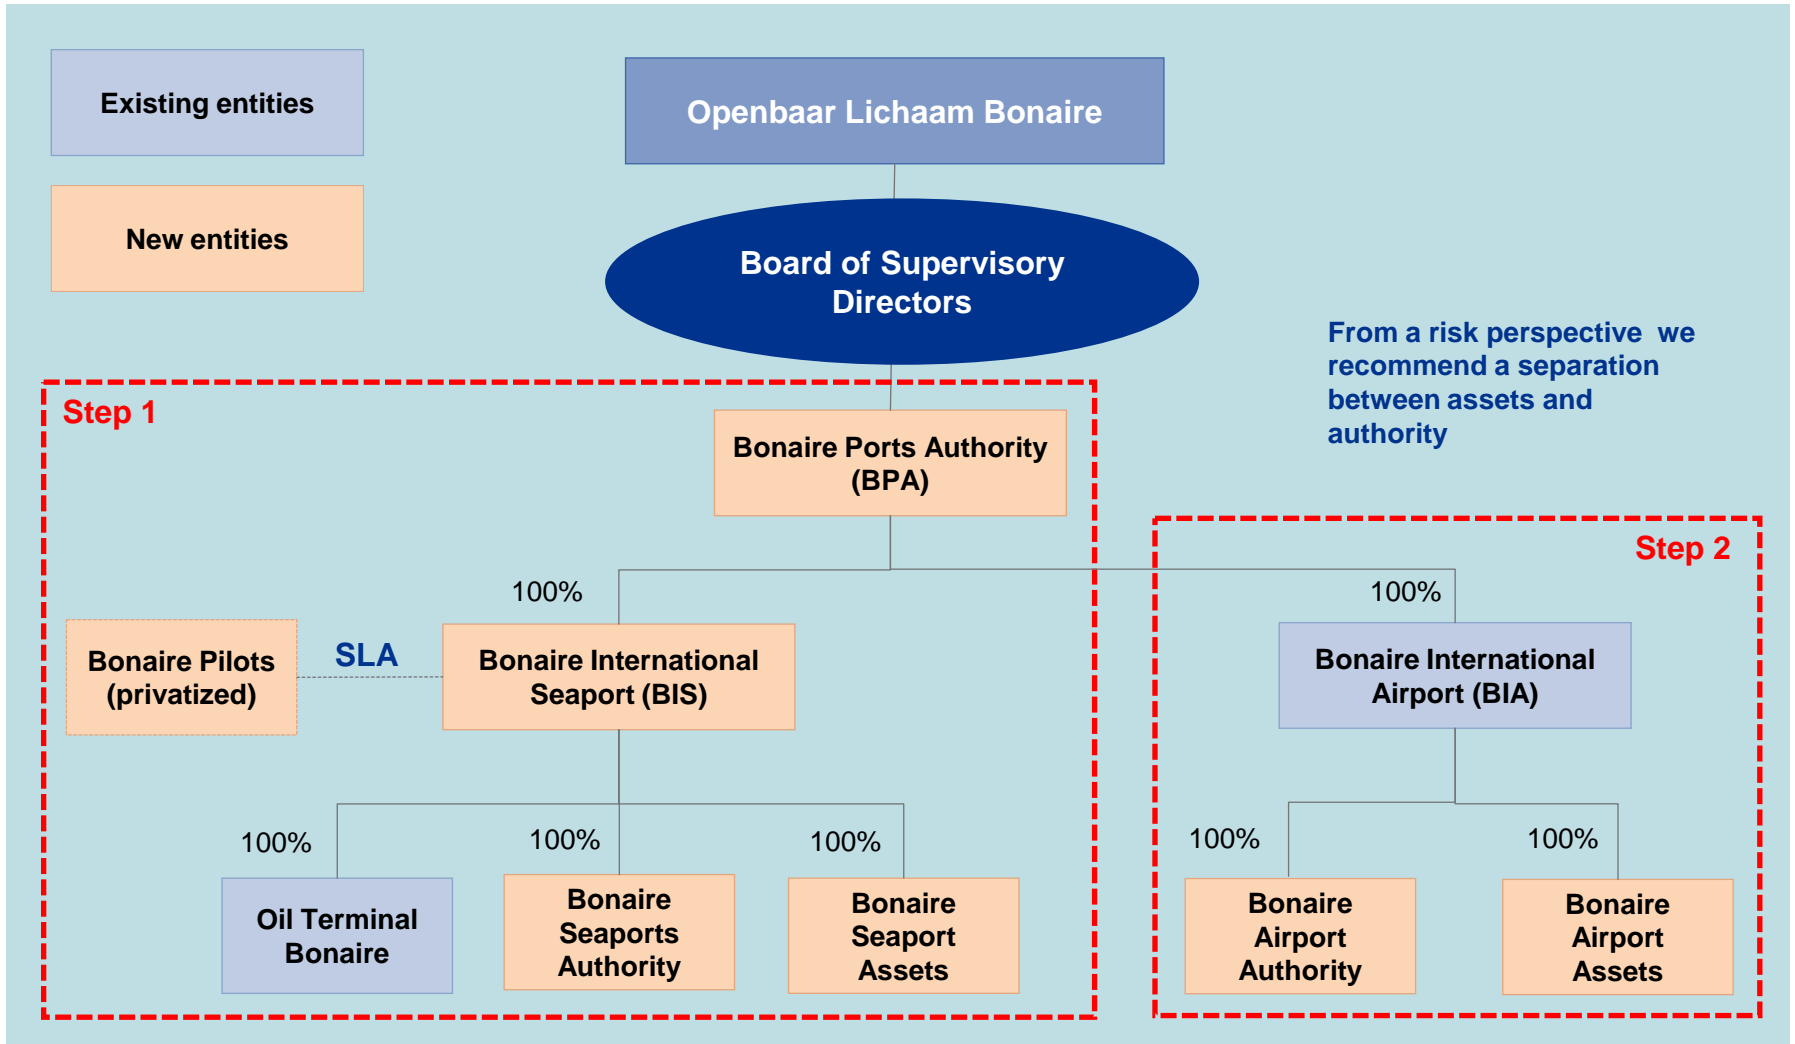 Existing entities
New entities
Openbaar Lichaam Bonaire
Board of Supervisory
Directors
From a risk perspective  we
recommend a separation
between assets and
authority
Step 1
Bonaire Ports Authority
(BPA)
Step 2
100%
100%
Bonaire Pilots
(privatized)
SLA
Bonaire International
Seaport (BIS)
Bonaire International
Airport (BIA)
100%
100%
100%
100%
100%
Oil Terminal
Bonaire
Bonaire
Seaports
Authority
Bonaire
Seaport
Assets
Bonaire
Airport
Authority
Bonaire
Airport
Assets